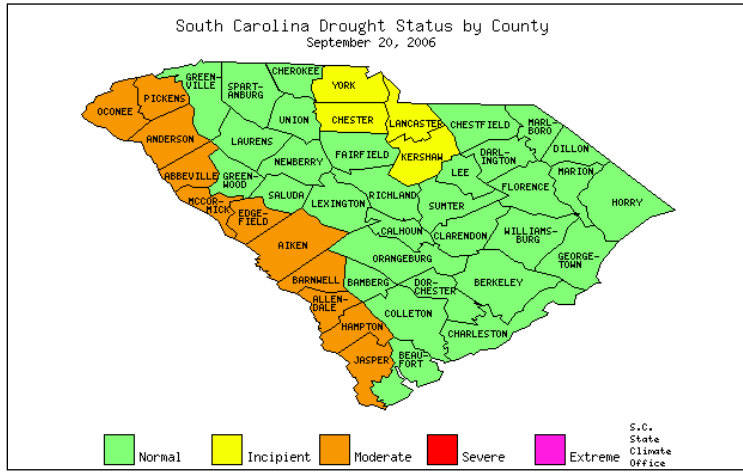 South Carolina Drought Status by County
September 20, 2006
CHEROKEE
GREEN-
VILLE
SPART-
ANBURG
YORK
PICKENS
OCONEE
UNION
CHESTER
LANCASTER
CHESTFIELD
MARL-
BORO
ANDERSON
LAURENS
DILLON
NEWBERRY
FAIRFIELD
KERSHAW
DARL-
INGTON
ABBEVILLE
GREEN-
WOOD
LEE
MARION
FLORENCE
SALUDA
LEXINGTON
RICHLAND
SUMTER
HORRY
MCCOR-
MICK
EDGE-
FIELD
CALHOUN
CLARENDON
WILLIAMS-
BURG
AIKEN
ORANGEBURG
GEORGE-
TOWN
BARNWELL
BAMBERG
DOR-
CHESTER
BERKELEY
ALLEN-
DALE
COLLETON
HAMPTON
CHARLESTON
JASPER
BEAU-
FORT
Normal
Incipient
Moderate
Severe
Extreme
S.C.
State
Climate
Office